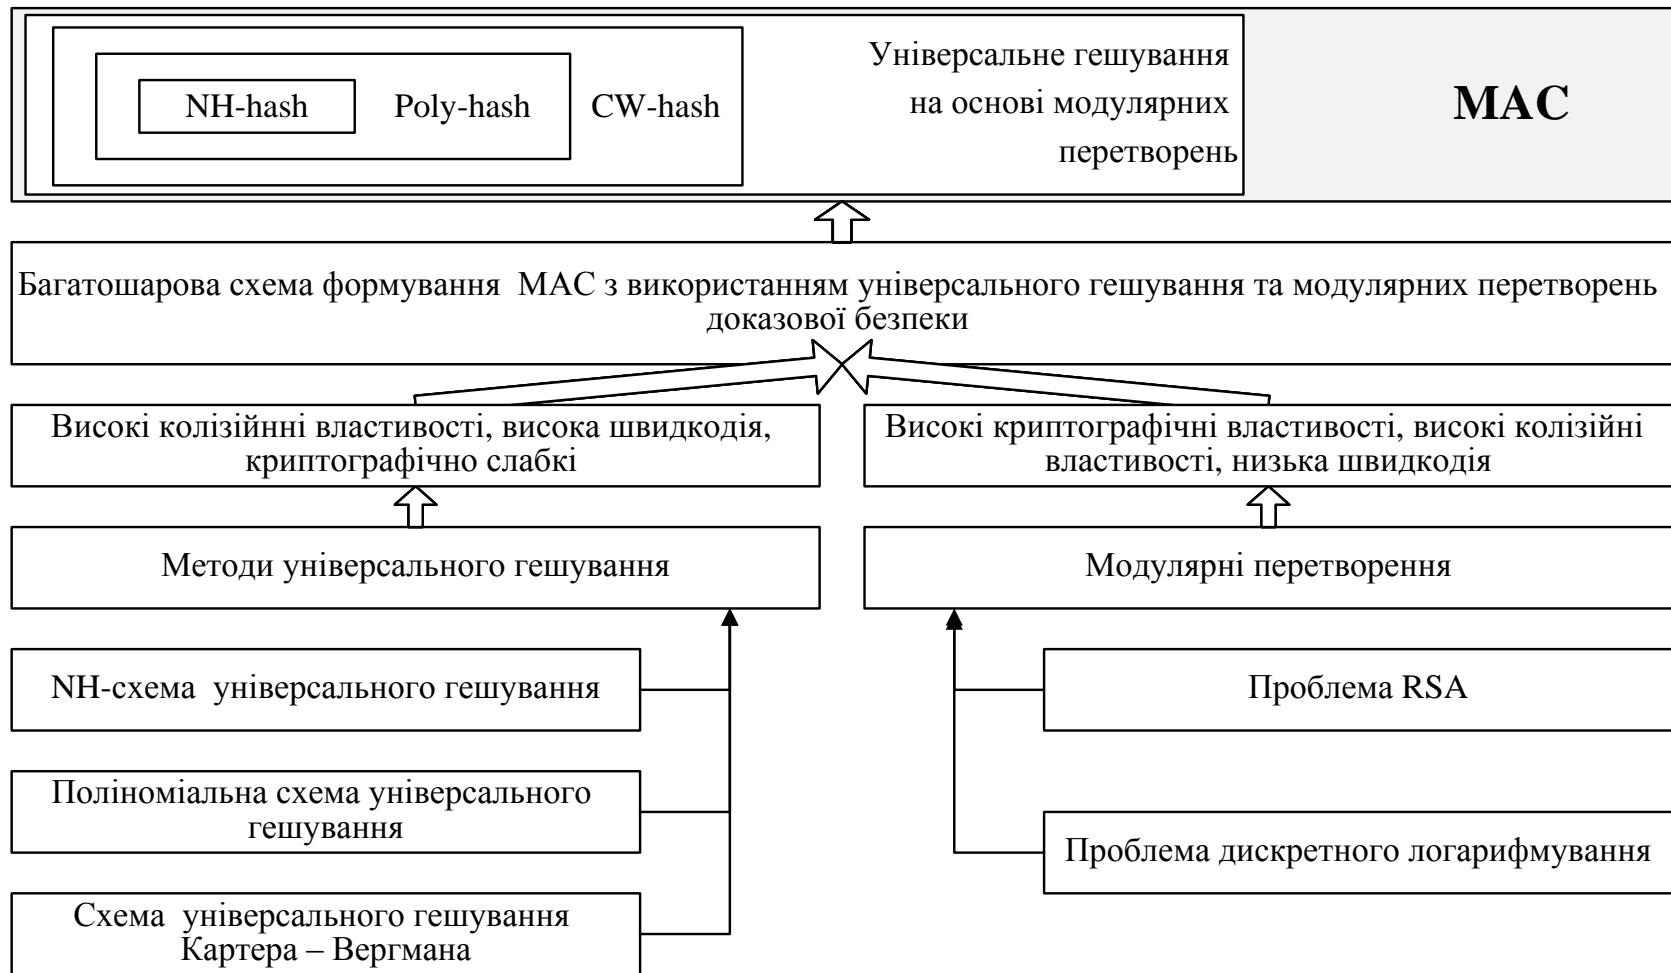 NH-hash
Poly-hash
CW-hash
Універсальне гешування
на основі модулярних
перетворень
MAC
Багатошарова схема формування МАС з використанням універсального гешування та модулярних перетворень
доказової безпеки
Високі колізійнні властивості, висока швидкодія,
криптографічно слабкі
Високі криптографічні властивості, високі колізійні
властивості, низька швидкодія
Методи універсального гешування
Модулярні перетворення
NH-схема універсального гешування
Проблема RSA
Поліноміальна схема універсального
гешування
Проблема дискретного логарифмування
Схема універсального гешування
Картера – Вергмана